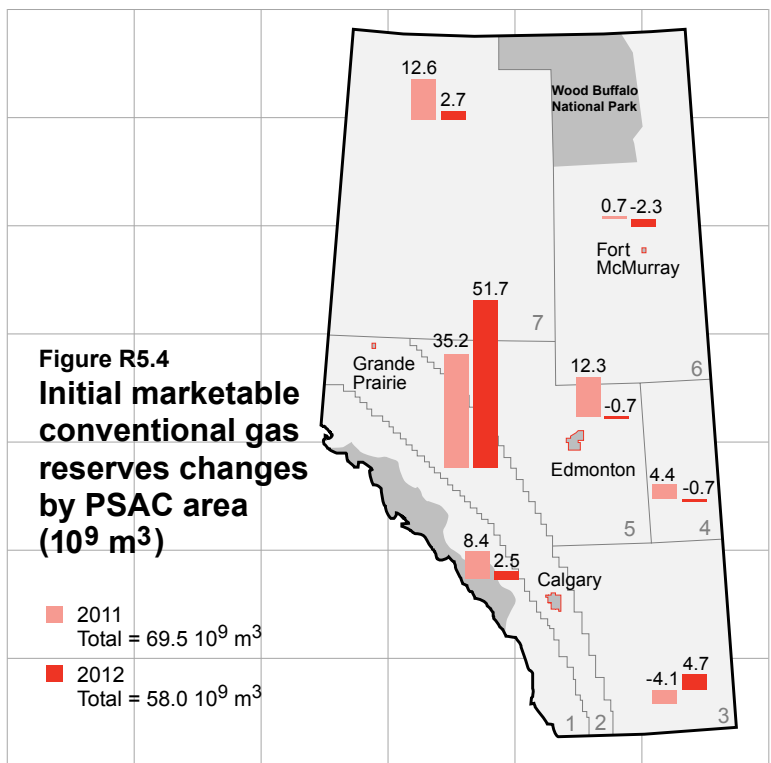 12.6
2.7
Wood Buffalo
National Park
0.7
-2.3
Fort
McMurray
51.7
35.2
7
6
Figure R5.4
Initial marketable
conventional gas
reserves changes
by PSAC area
(10⁹ m³)
Grande
Prairie
12.3
-0.7
Edmonton
4.4
-0.7
5
4
8.4
2.5
Calgary
2011
Total = 69.5 10⁹ m³
2012
Total = 58.0 10⁹ m³
-4.1
4.7
1
2
3